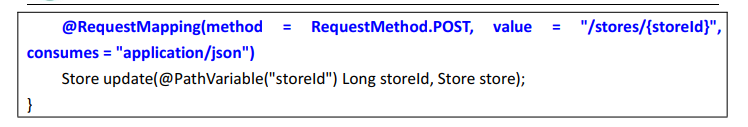 @RequestMapping(method = RequestMethod.POST, value = "/stores/{storeId}",
consumes = "application/json")
Store update(@PathVariable("storeId") Long storeId, Store store);
}